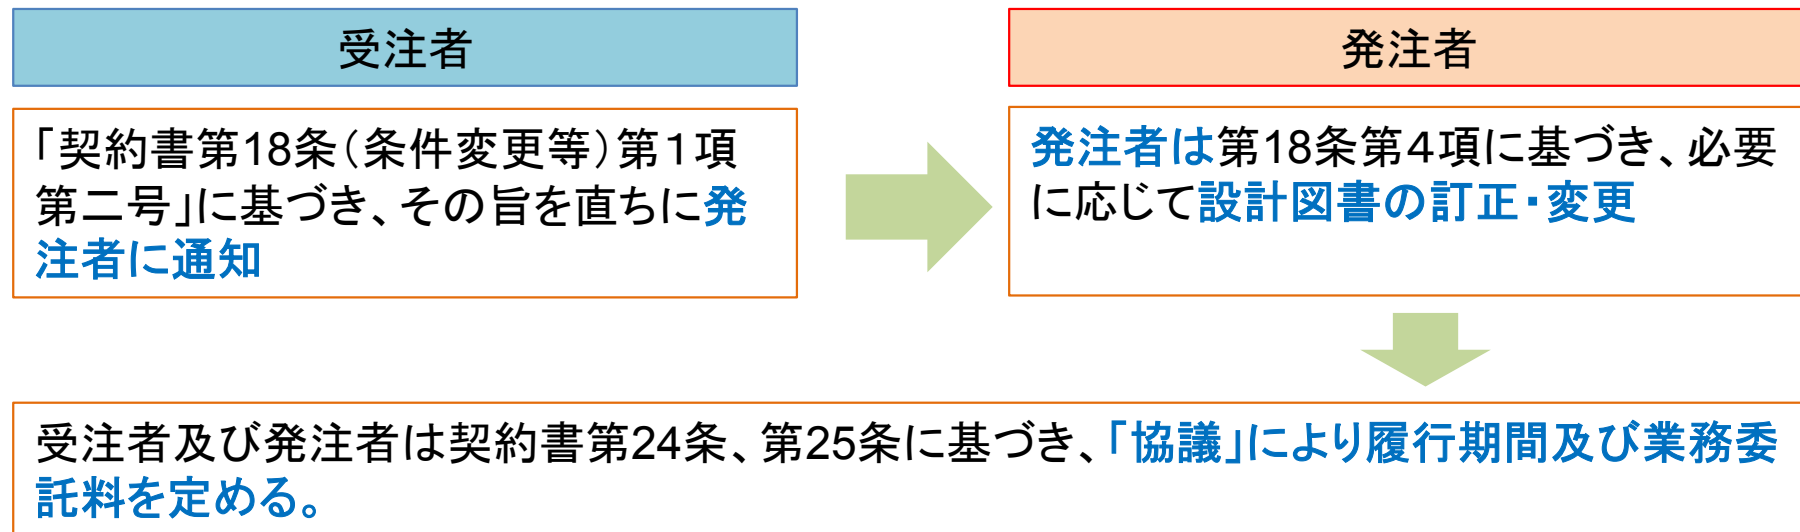 受注者
発注者
「契約書第18条(条件変更等)第１項
第二号」に基づき、その旨を直ちに発
注者に通知
発注者は第18条第４項に基づき、必要
に応じて設計図書の訂正・変更
受注者及び発注者は契約書第24条、第25条に基づき、「協議」により履行期間及び業務委
託料を定める。